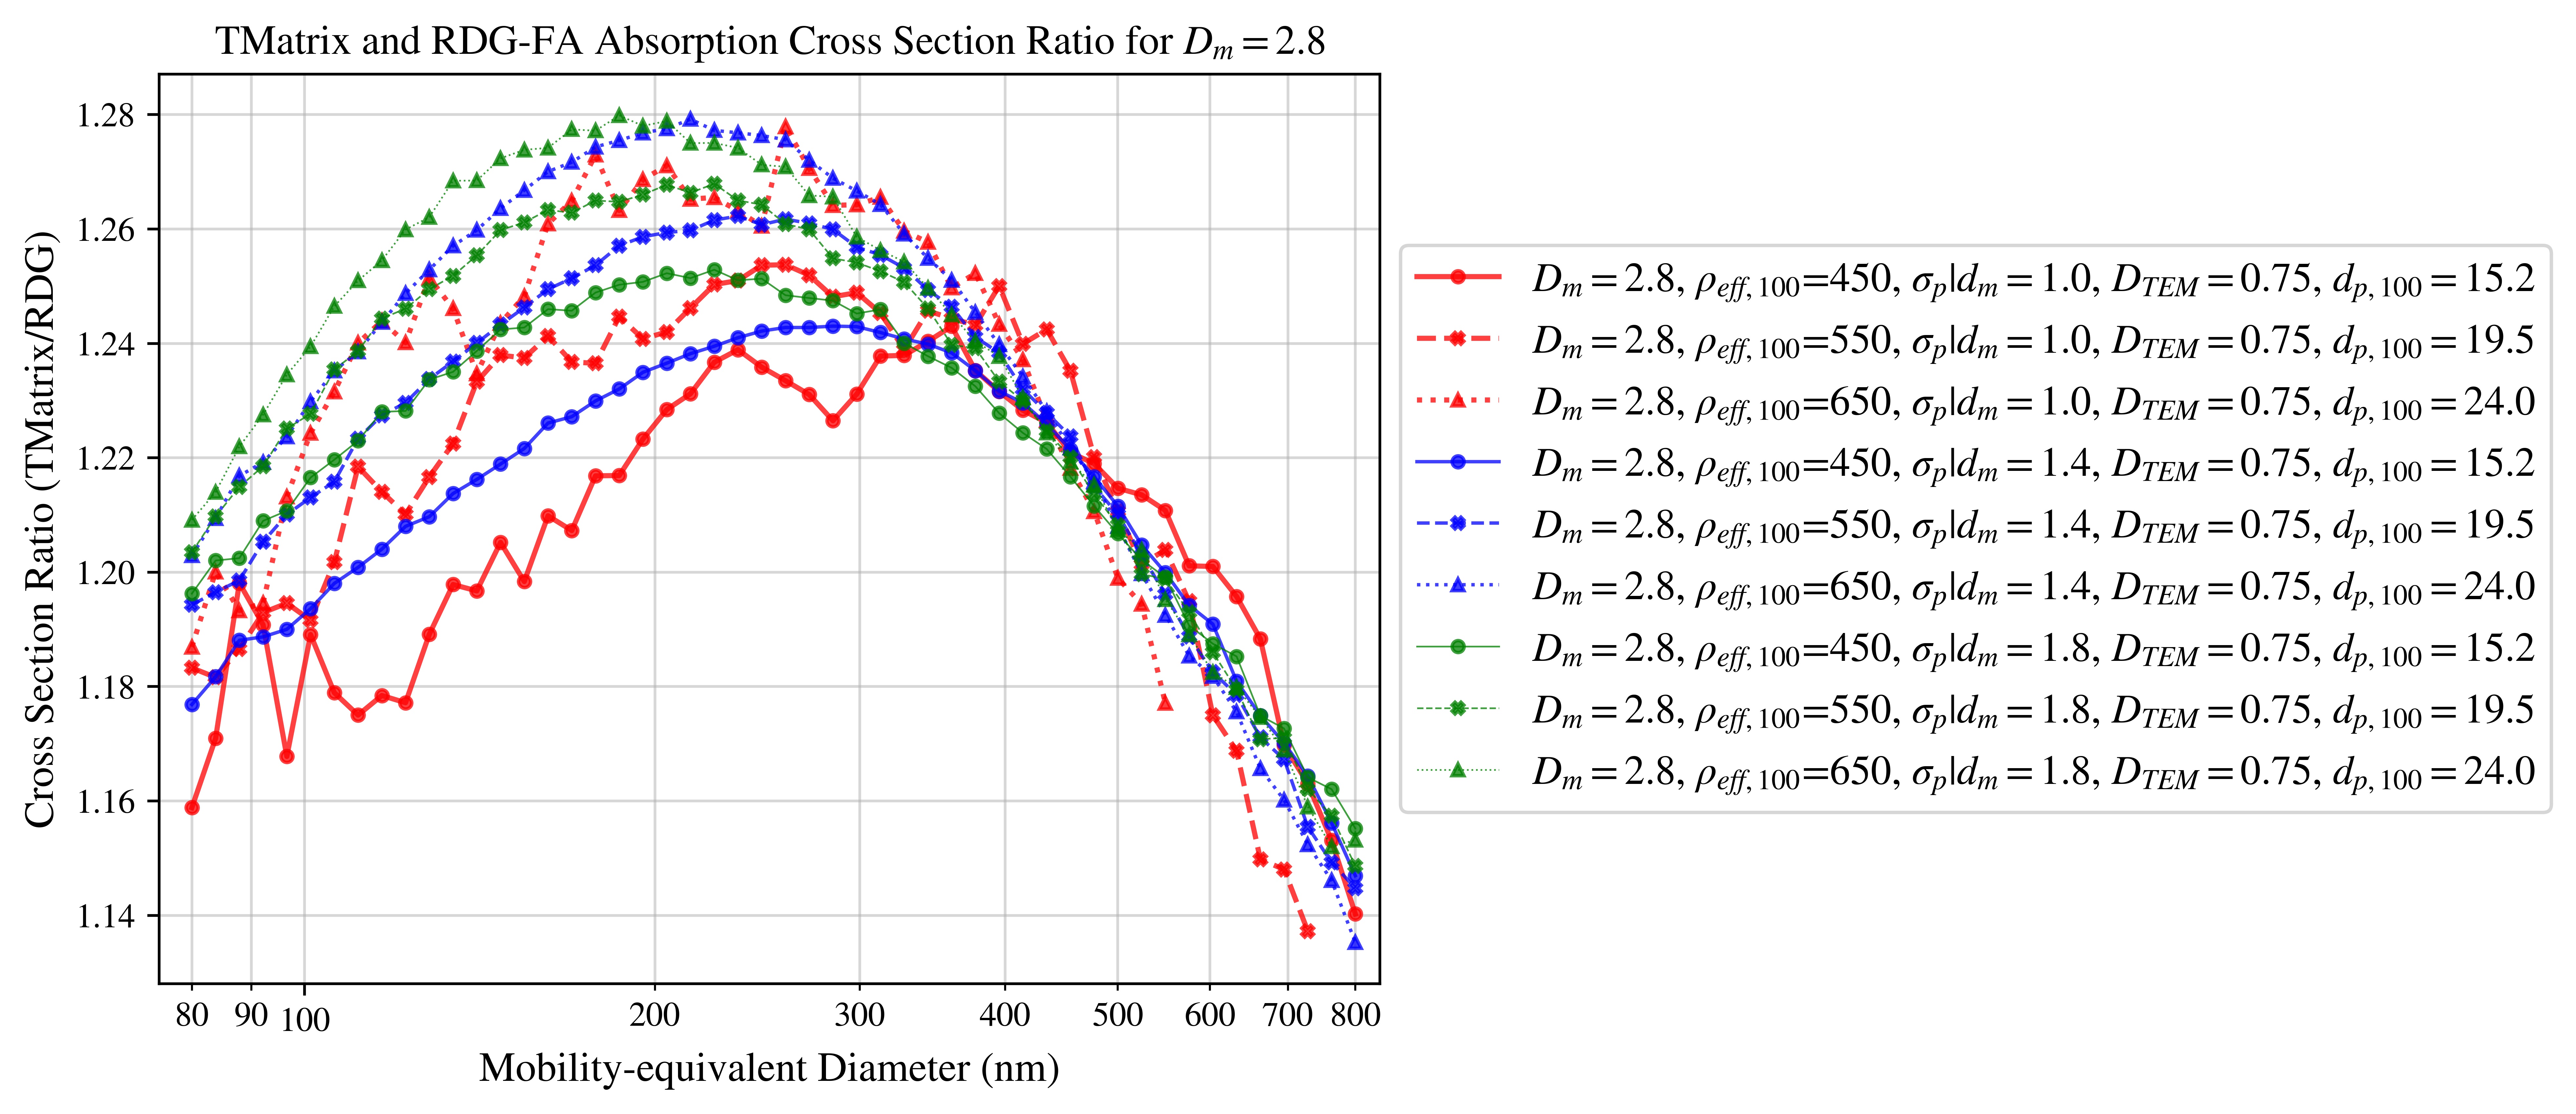 TMatrix and RDG-FA Absorption Cross Section Ratio for Dₘ = 2.8
Cross Section Ratio (TMatrix/RDG)
1.28
1.26
1.24
1.22
1.20
1.18
1.16
1.14
80 90 100 200 300 400 500 600 700 800
Mobility-equivalent Diameter (nm)
D_m = 2.8, ρ_eff,100=450, σ_p|d_m = 1.0, D_TEM = 0.75, d_p,100 = 15.2
D_m = 2.8, ρ_eff,100=550, σ_p|d_m = 1.0, D_TEM = 0.75, d_p,100 = 19.5
D_m = 2.8, ρ_eff,100=650, σ_p|d_m = 1.0, D_TEM = 0.75, d_p,100 = 24.0
D_m = 2.8, ρ_eff,100=450, σ_p|d_m = 1.4, D_TEM = 0.75, d_p,100 = 15.2
D_m = 2.8, ρ_eff,100=550, σ_p|d_m = 1.4, D_TEM = 0.75, d_p,100 = 19.5
D_m = 2.8, ρ_eff,100=650, σ_p|d_m = 1.4, D_TEM = 0.75, d_p,100 = 24.0
D_m = 2.8, ρ_eff,100=450, σ_p|d_m = 1.8, D_TEM = 0.75, d_p,100 = 15.2
D_m = 2.8, ρ_eff,100=550, σ_p|d_m = 1.8, D_TEM = 0.75, d_p,100 = 19.5
D_m = 2.8, ρ_eff,100=650, σ_p|d_m = 1.8, D_TEM = 0.75, d_p,100 = 24.0